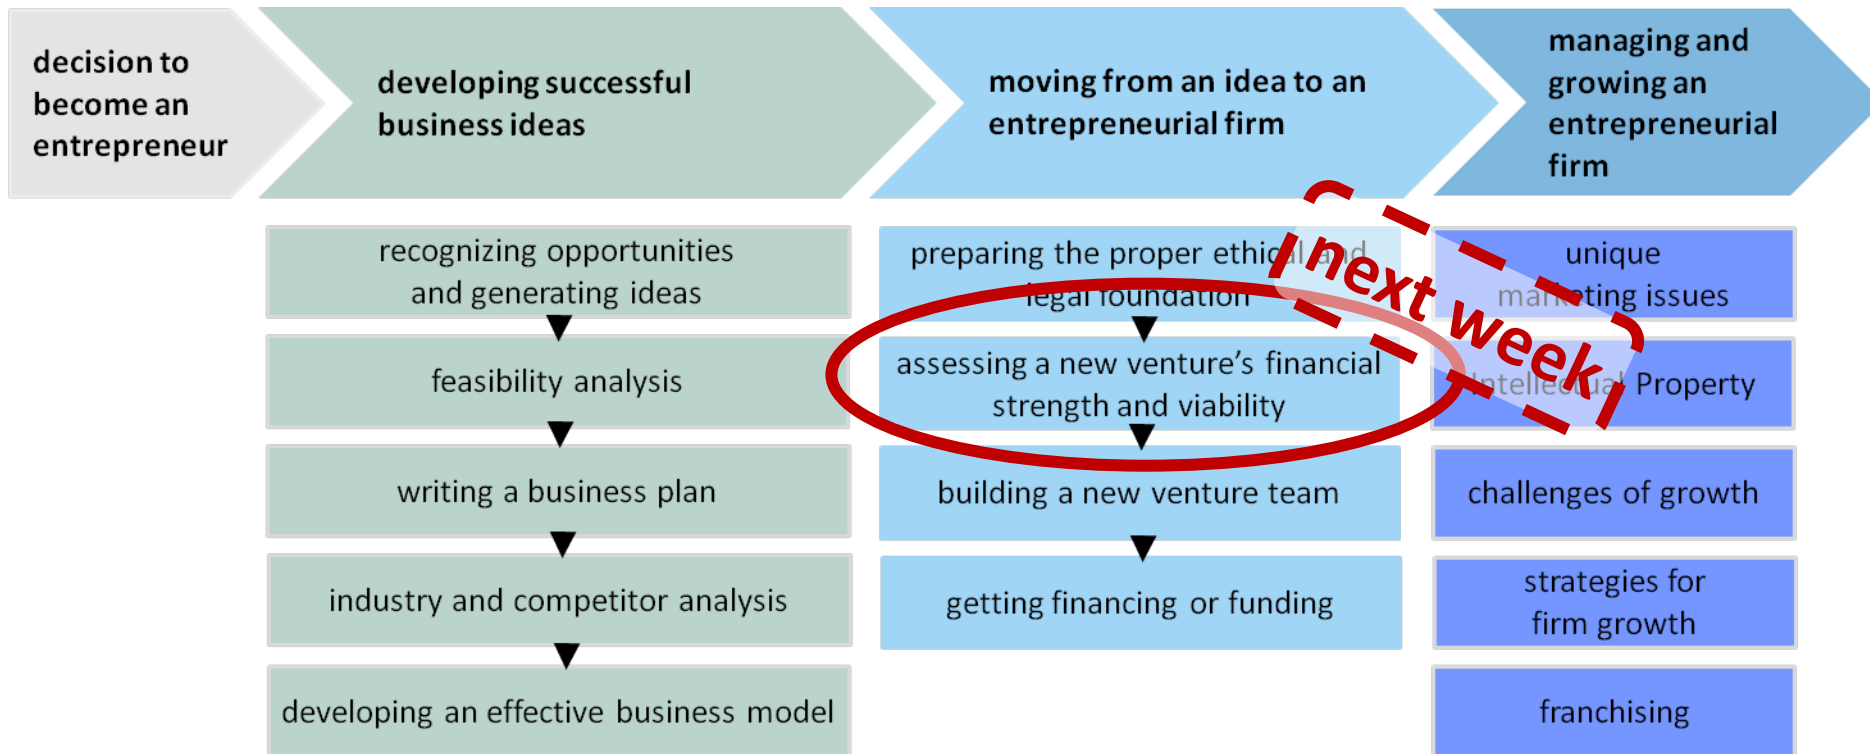 decision to
become an
entrepreneur
developing successful
business ideas
moving from an idea to an
entrepreneurial firm
managing and
growing an
entrepreneurial
firm
recognizing opportunities
and generating ideas
feasibility analysis
writing a business plan
industry and competitor analysis
developing an effective business model
preparing the proper ethical and
legal foundation
assessing a new venture’s financial
strength and viability
building a new venture team
getting financing or funding
next week
unique
marketing issues
Intellectual Property
challenges of growth
strategies for
firm growth
franchising